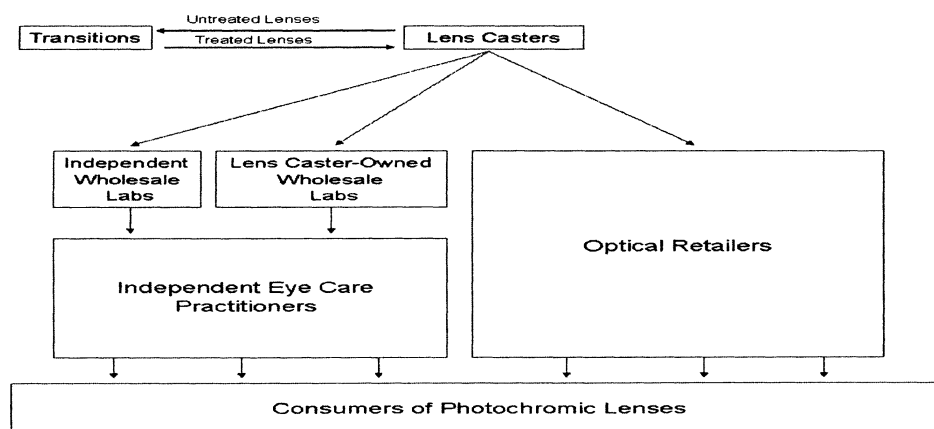 Untreated Lenses
Transitions
Treated Lenses
Lens Casters
Independent
Wholesale
Labs
Lens Caster-Owned
Wholesale
Labs
Optical Retailers
Independent Eye Care
Practitioners
Consumers of Photochromic Lenses